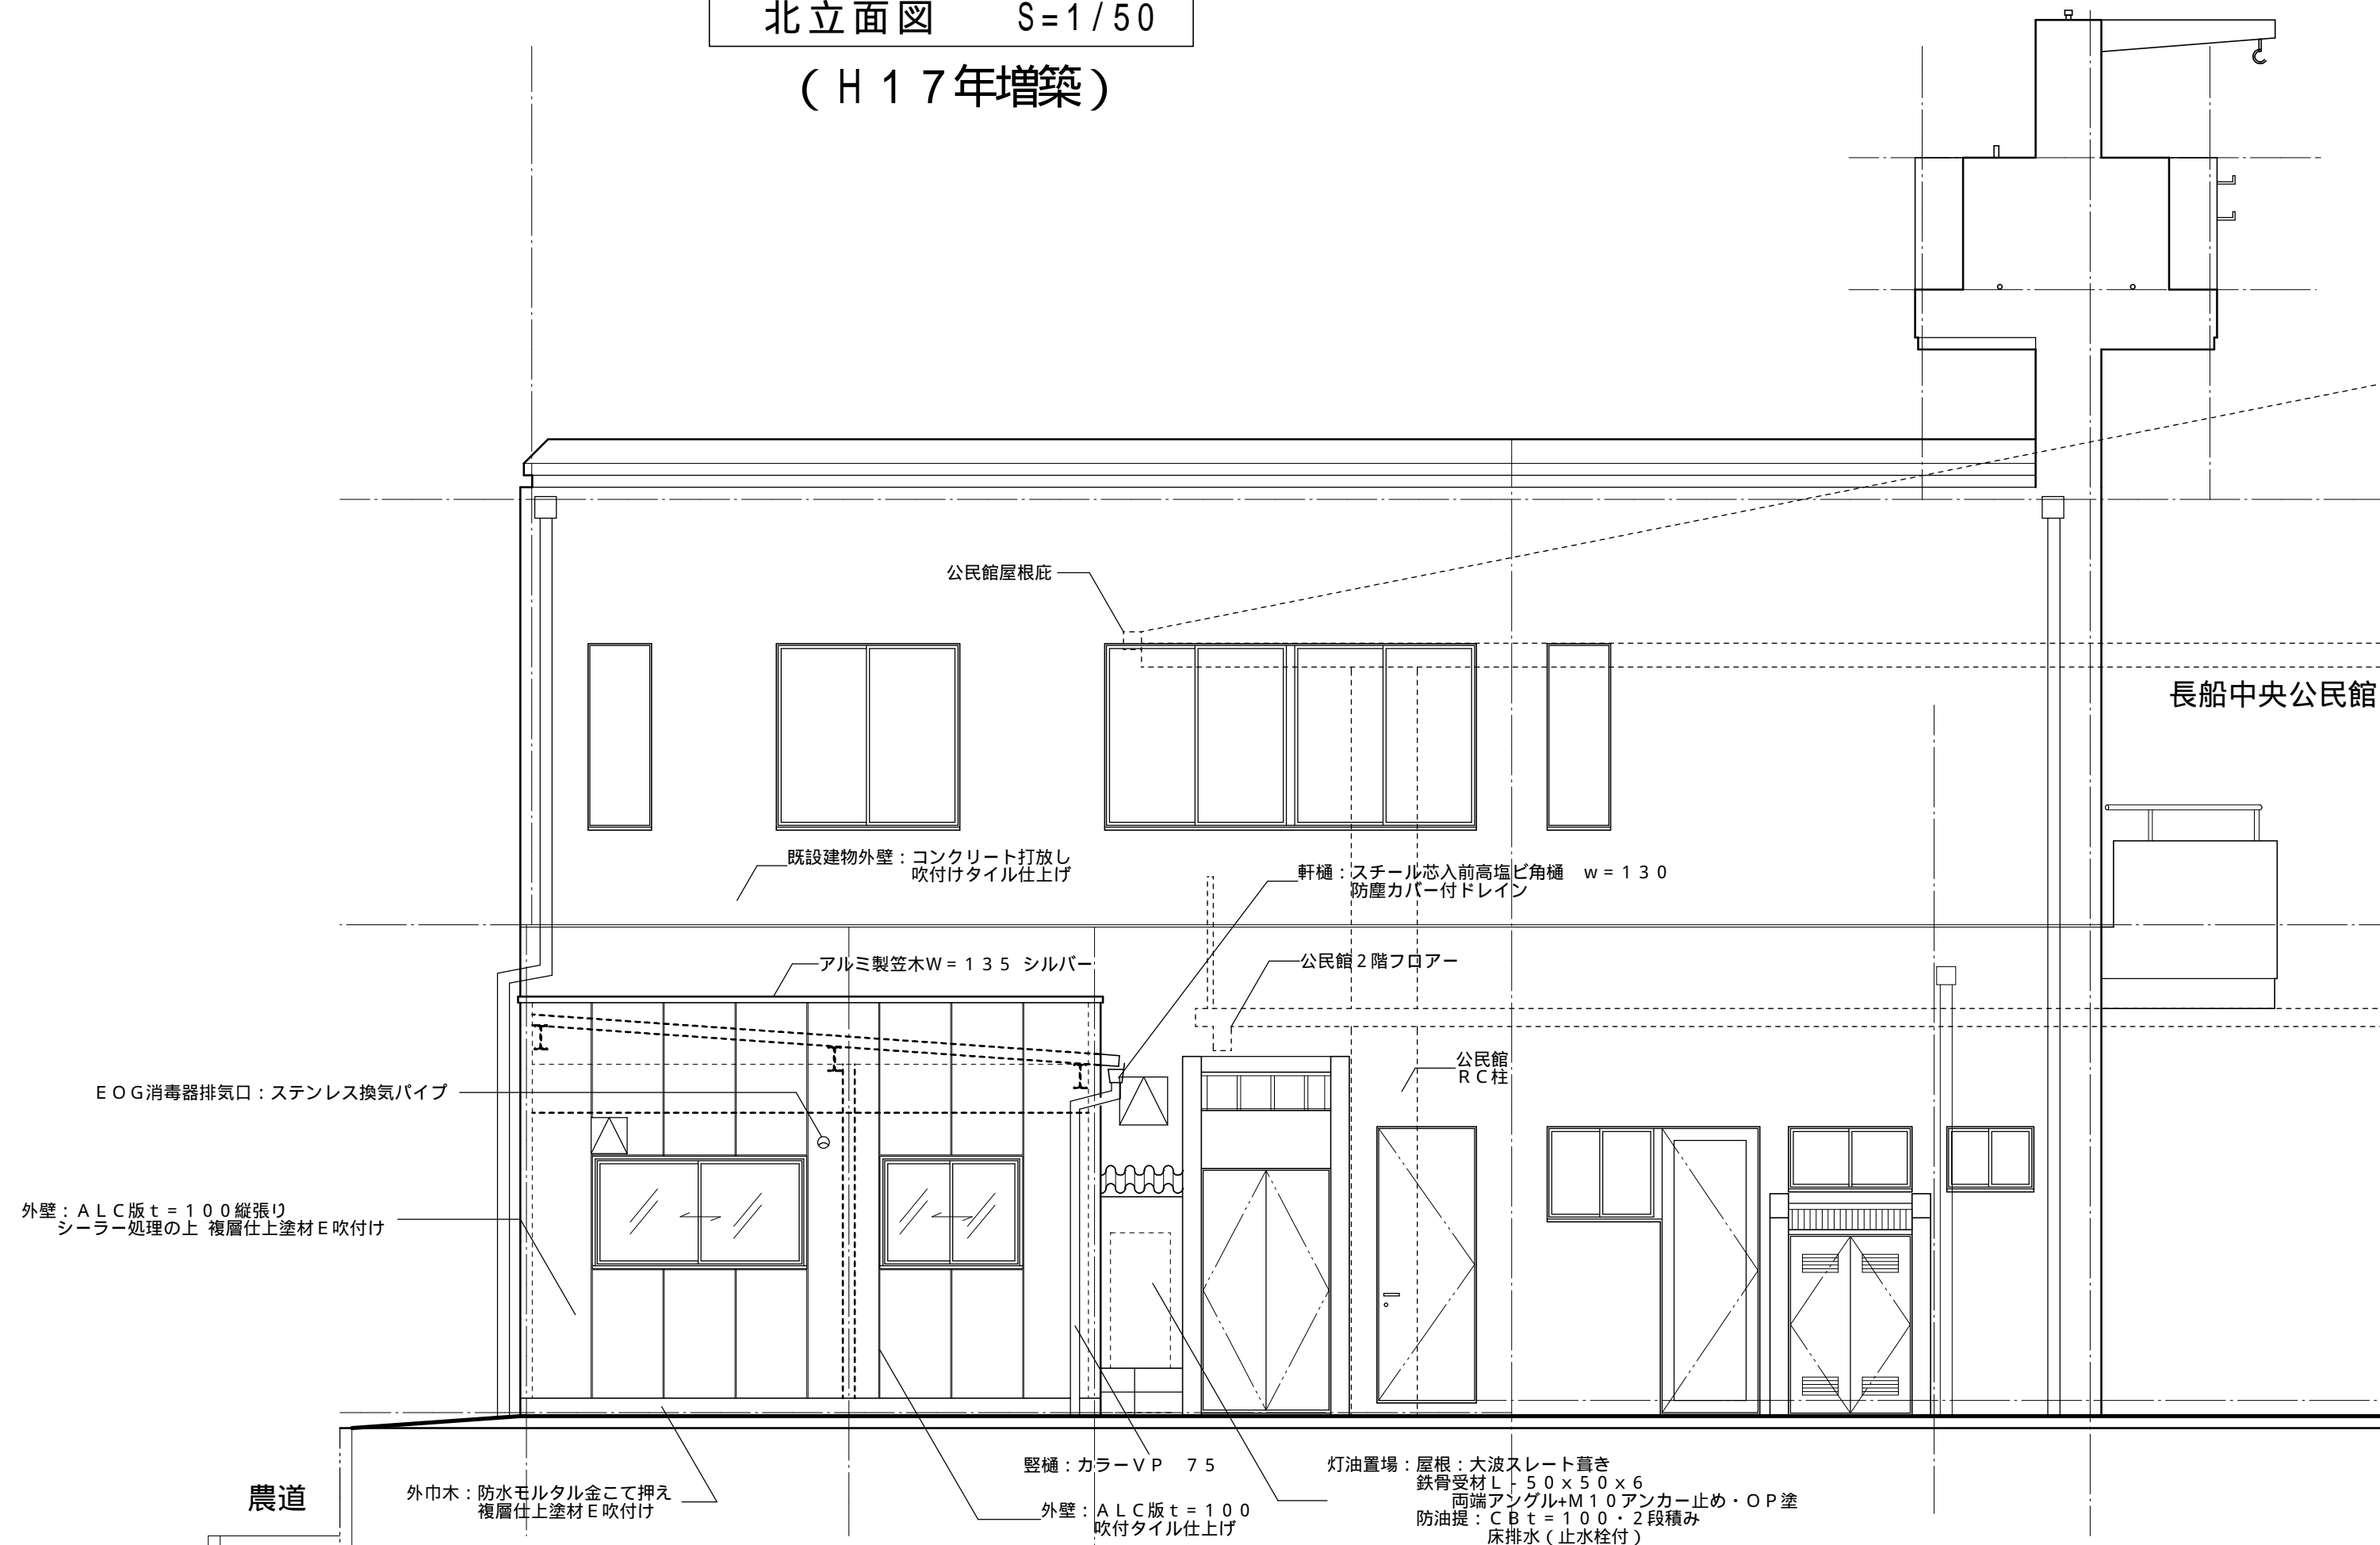 北立面図　　S=1/50
（Ｈ１７年増築）
公民館屋根庇
長船中央公民館
既設建物外壁：コンクリート打放し
吹付けタイル仕上げ
軒樋：スチール芯入前高塩ビ角樋　ｗ＝１３０
防塵カバー付ドレイン
アルミ製笠木Ｗ＝１３５ シルバー
公民館２階フロアー
公民館
ＲＣ柱
ＥＯＧ消毒器排気口：ステンレス換気パイプ
外壁：ＡＬＣ版ｔ＝１００縦張り
シーラー処理の上 複層仕上塗材Ｅ吹付け
竪樋：カラーＶＰ　７５
灯油置場：屋根：大波スレート葺き
鉄骨受材Ｌ-５０ｘ５０ｘ６
両端アングル+Ｍ１０アンカー止め・ＯＰ塗
防油提：ＣＢｔ＝１００・２段積み
床排水（止水栓付）
農道
外巾木：防水モルタル金こて押え
複層仕上塗材Ｅ吹付け
外壁：ＡＬＣ版ｔ＝１００
吹付タイル仕上げ